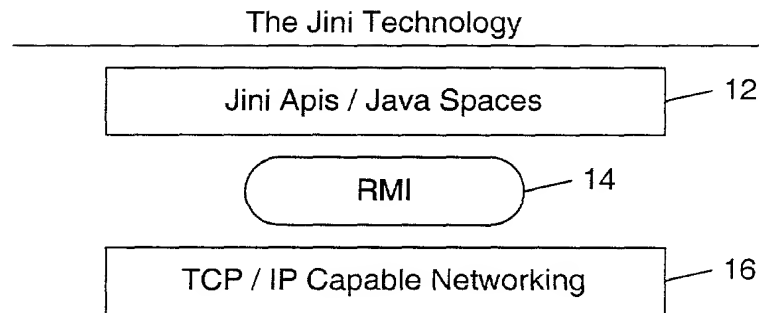 The Jini Technology
Jini Apis / Java Spaces
12
RMI
14
TCP / IP Capable Networking
16